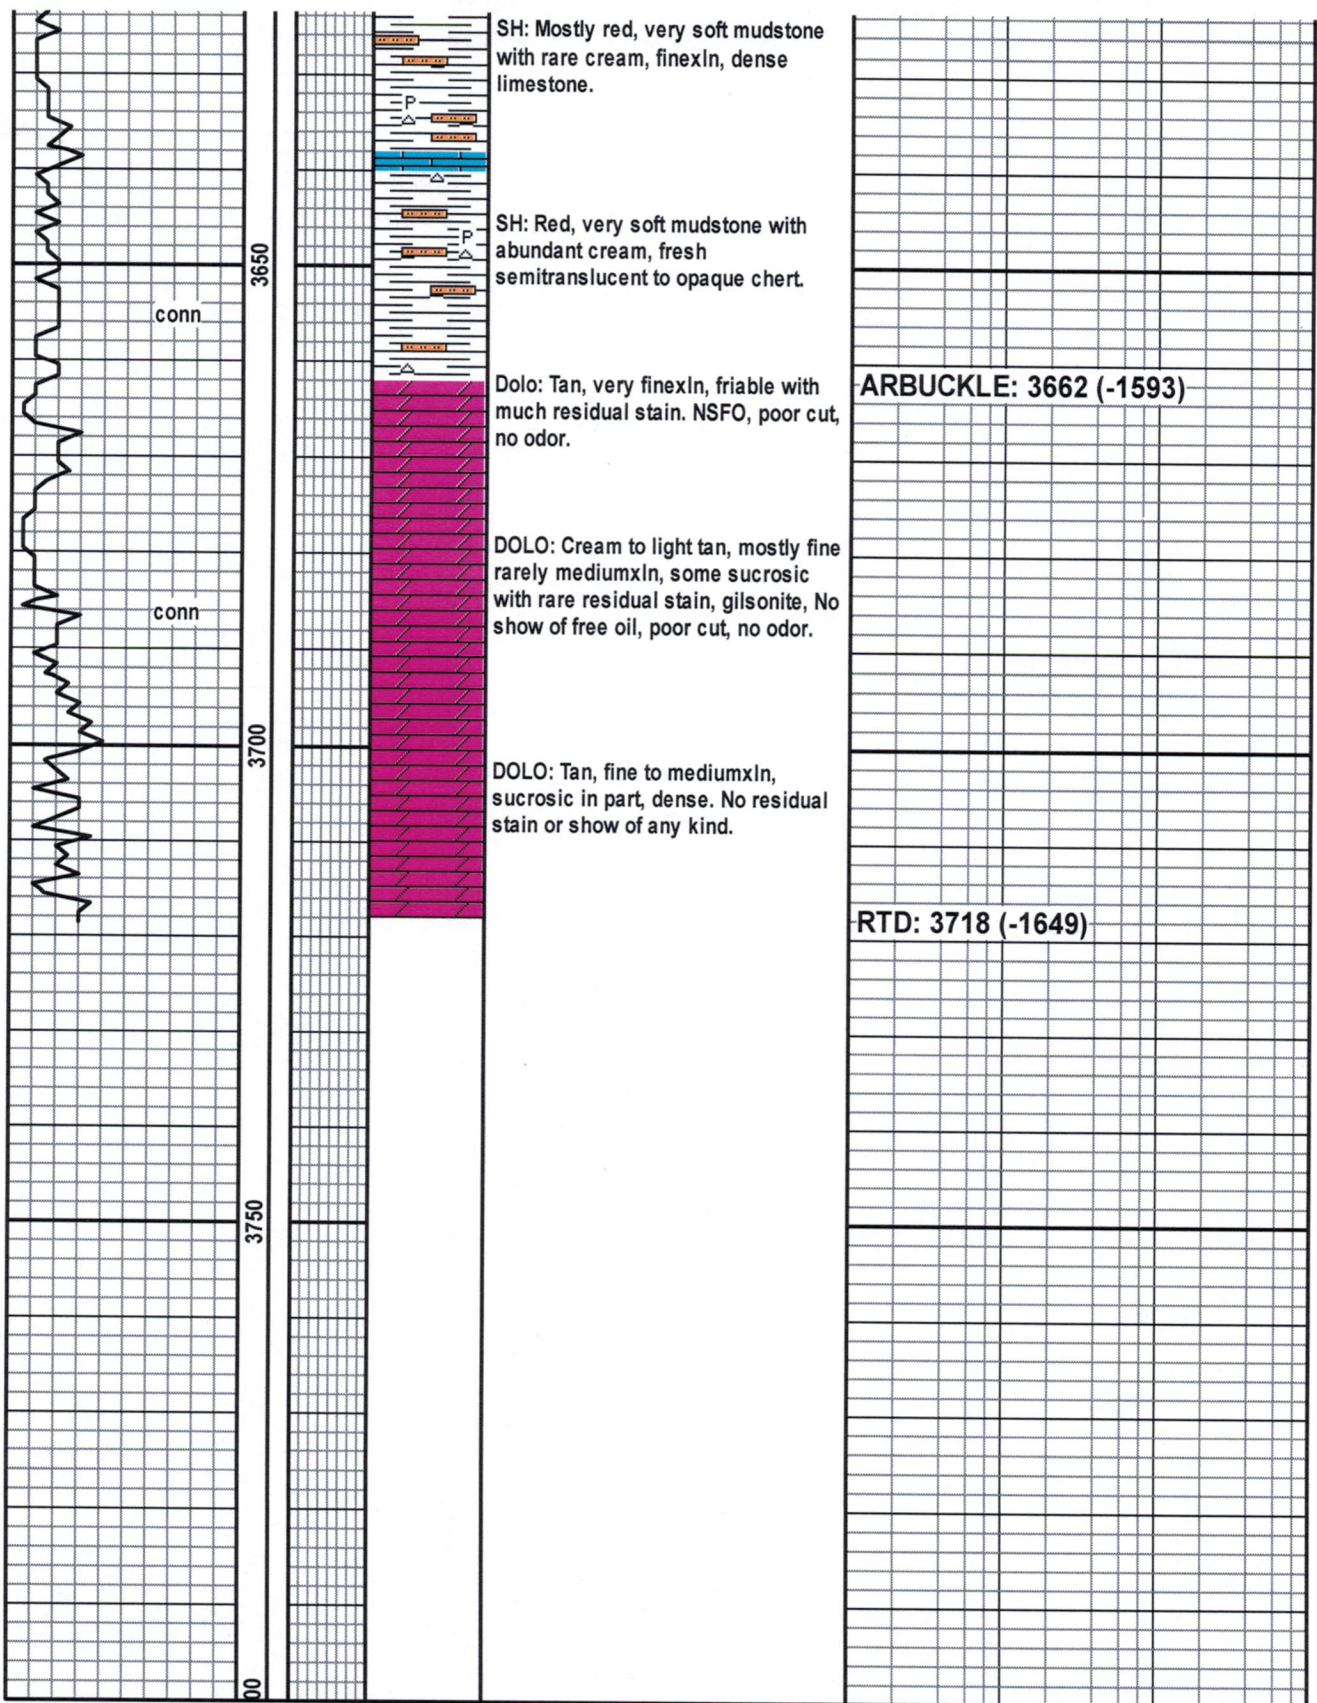 SH: Mostly red, very soft mudstone
with rare cream, finexln, dense
limestone.
P
SH: Red, very soft mudstone with
abundant cream, fresh
semitranslucent to opaque chert.
P
3650
conn
Dolo: Tan, very finexln, friable with
much residual stain. NSFO, poor cut,
no odor.
ARBUCKLE: 3662 (-1593)
DOLO: Cream to light tan, mostly fine
rarely mediumxln, some sucrosic
with rare residual stain, gilsonite, No
show of free oil, poor cut, no odor.
conn
3700
DOLO: Tan, fine to mediumxln,
sucrosic in part, dense. No residual
stain or show of any kind.
RTD: 3718 (-1649)
3750
00